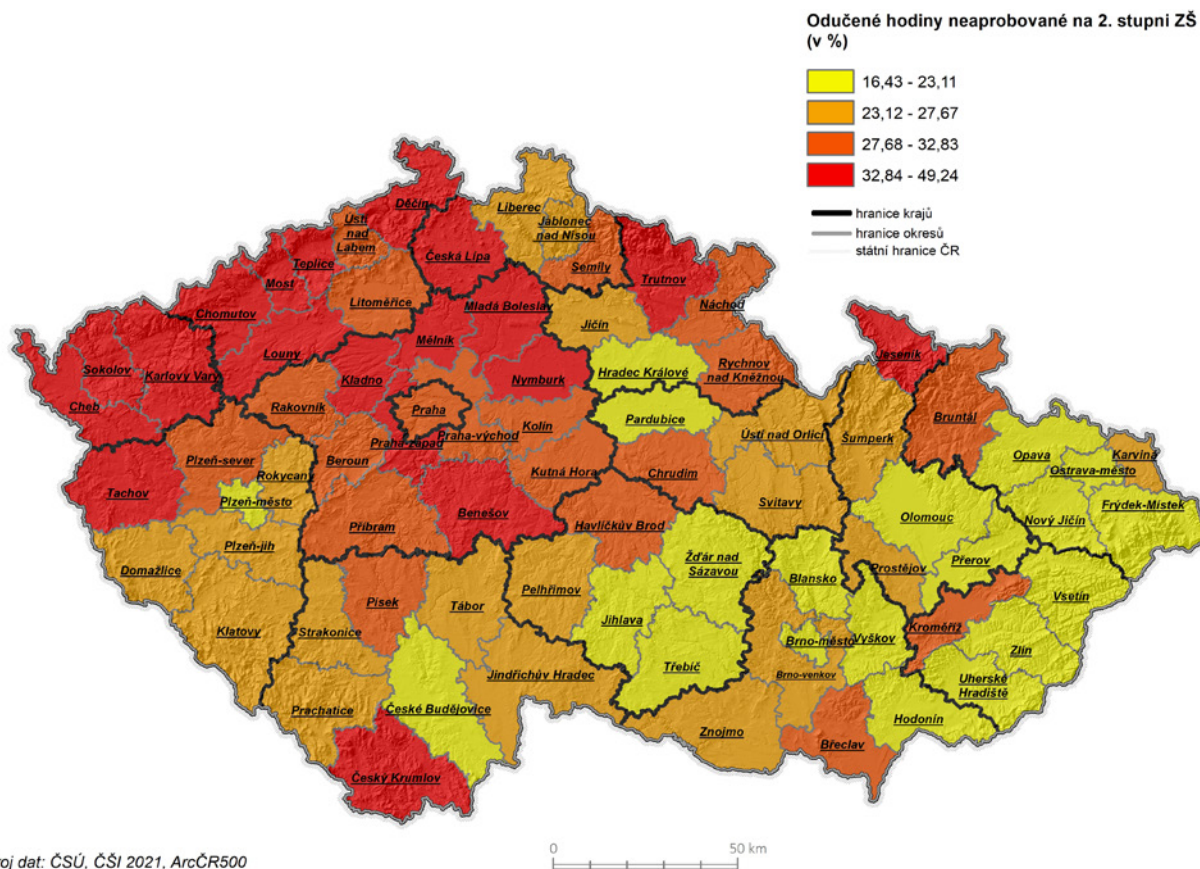 Odučené hodiny neaprobované na 2. stupni ZŠ
(v %)
16,43 - 23,11
23,12 - 27,67
27,68 - 32,83
32,84 - 49,24
hranice krajů
hranice okresů
státní hranice ČR
Děčín
Liberec
Jablonec
nad Nisou
Ústí
nad
Labem
Česká Lípa
Semily
Teplice
Most
Trutnov
Litoměřice
Mladá Boleslav
Náchod
Chomutov
Jičín
Mělník
Louny
Jeseník
Sokolov
Karlovy Vary
Kladno
Nymburk
Hradec Králové
Rychnov
nad Kněžnou
Cheb
Rakovník
Praha
Pardubice
Bruntál
Kolín
Praha-západ
Praha-východ
Ústí nad Orlicí
Šumperk
Plzeň-sever
Beroun
Opava
Karviná
Rokycany
Kutná Hora
Chrudim
Ostrava-město
Tachov
Plzeň-město
Svitavy
Frýdek-Místek
Benešov
Příbram
Havlíčkův Brod
Olomouc
Nový Jičín
Plzeň-jih
Žďár nad
Sázavou
Přerov
Domažlice
Prostějov
Blansko
Pelhřimov
Vsetín
Písek
Tábor
Jihlava
Klatovy
Strakonice
Kroměříž
Brno-město
Vyškov
Zlín
Třebíč
Jindřichův Hradec
Brno-venkov
Uherské
Hradiště
Prachatice
České Budějovice
Hodonín
Znojmo
Břeclav
Český Krumlov
0 50 km
roj dat: ČSÚ, ČŠI 2021, ArcČR500